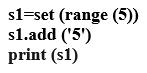 s1=set (range (5))
s1.add ('5')
print (s1)